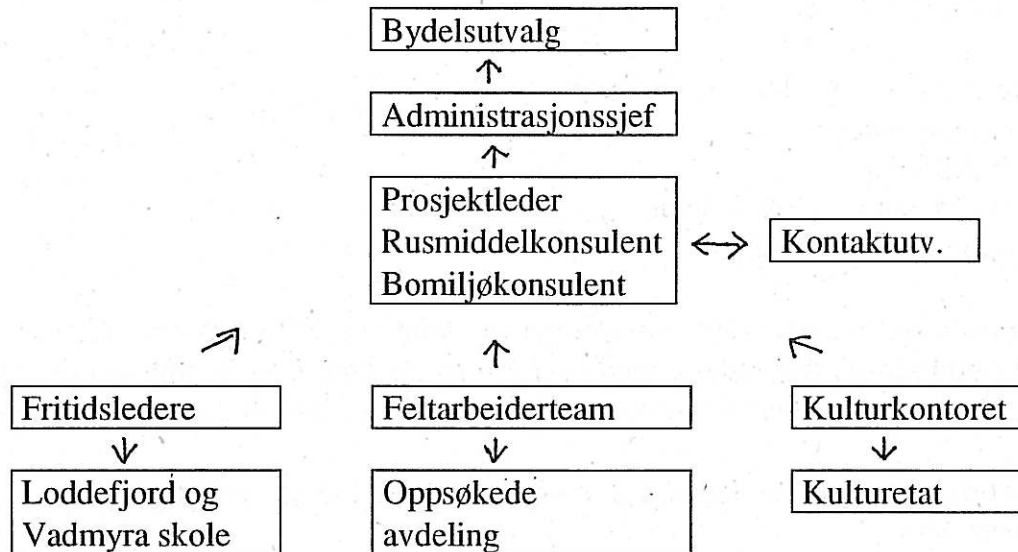 Bydelsutvalg
Administrasjonssjef
Prosjektleder
Rusmiddelkonsulent
Bomiljøkonsulent
Kontaktutv.
Fritidsledere
Feltarbeiderteam
Kulturkontoret
Loddefjord og
Vadmyra skole
Oppsøkede
avdeling
Kulturetat